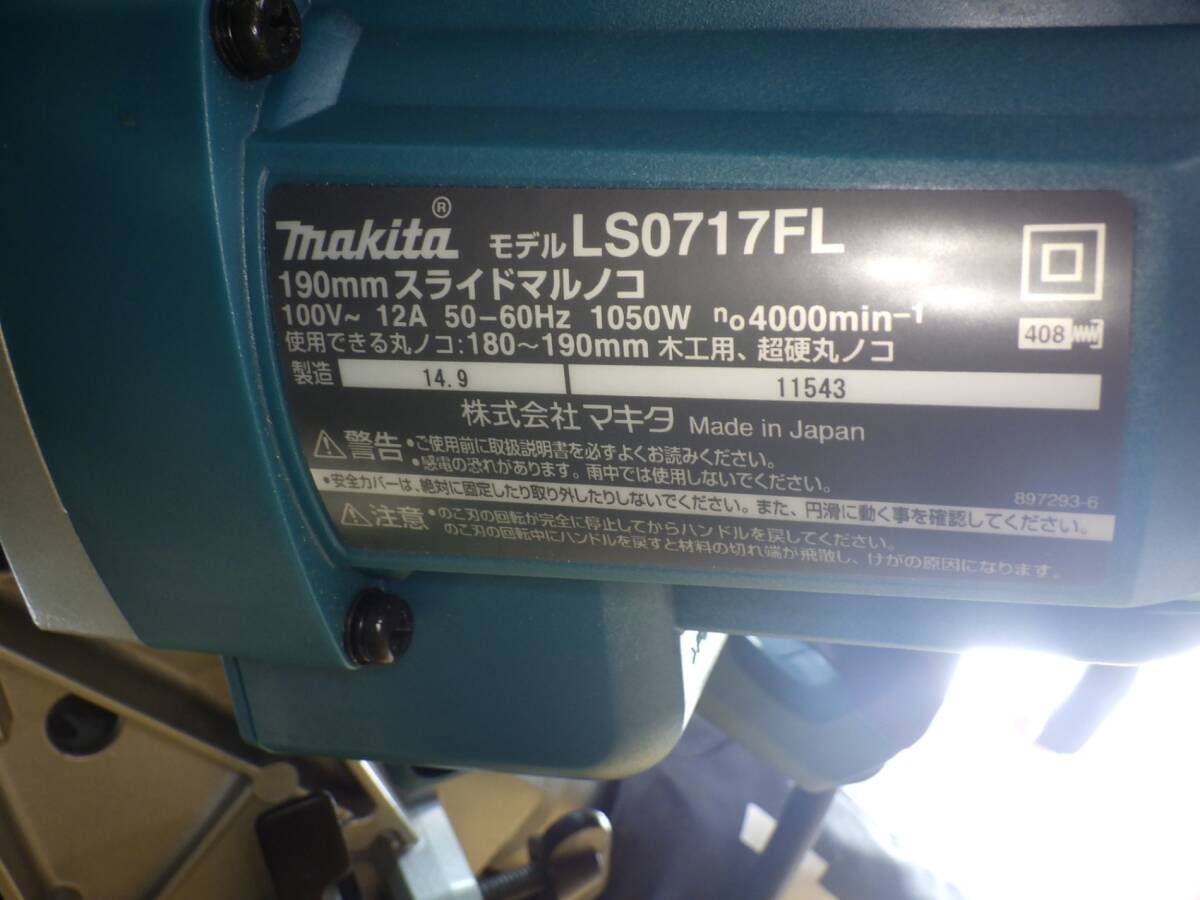 makita® モデル LS0717FL
190mm スライドマルノコ
100V~ 12A 50-60Hz 1050W no4000min-1
408
使用できる丸ノコ:180~190mm 木工用、超硬丸ノコ
製造 14.9 11543
株式会社 マキタ Made in Japan
⚠警告 •ご使用前に取扱説明書を必ずよくお読みください。
•感電の恐れがあります。雨中では使用しないでください。
897293-6
•安全カバーは、絶対に固定したり取り外したりしないでください。また、円滑に動く事を確認してください。
⚠注意 •のこ刃の回転が完全に停止してからハンドルを戻してください。
のこ刃の回転中にハンドルを戻すと材料の切れ端が飛散し、けがの原因になります。